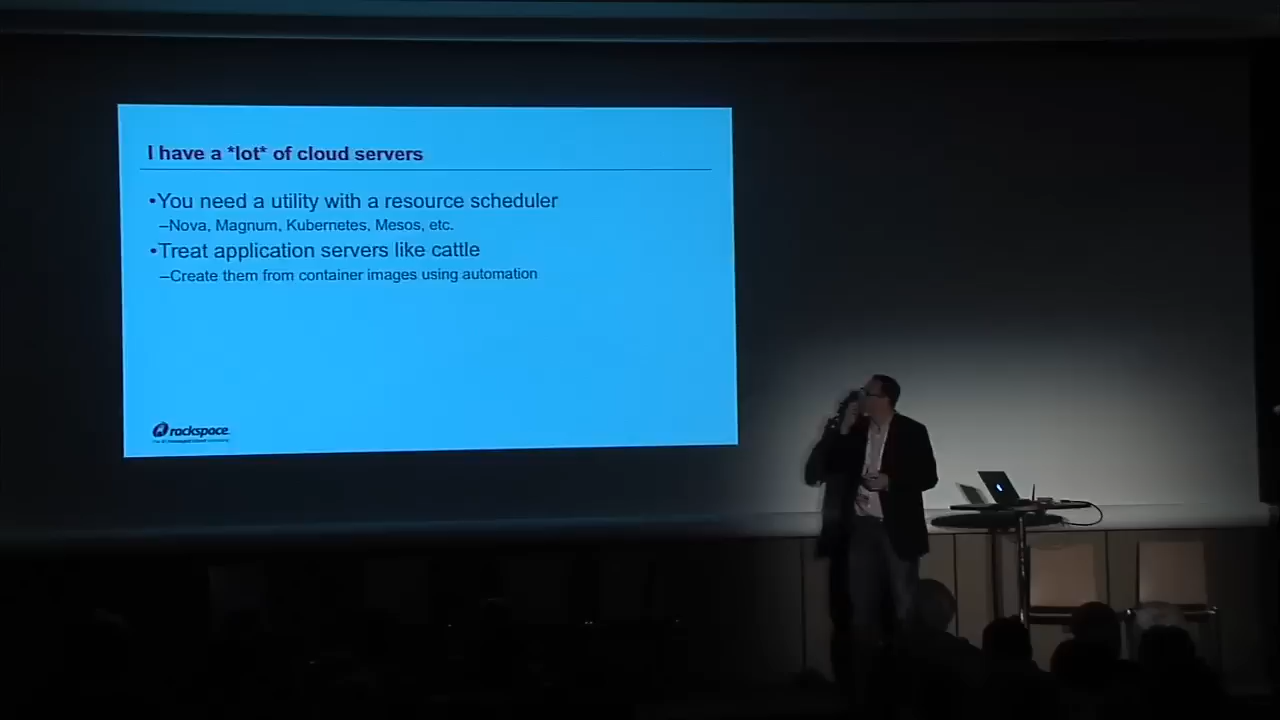 I have a *lot* of cloud servers
•You need a utility with a resource scheduler
–Nova, Magnum, Kubernetes, Mesos, etc.
•Treat application servers like cattle
–Create them from container images using automation
rackspace